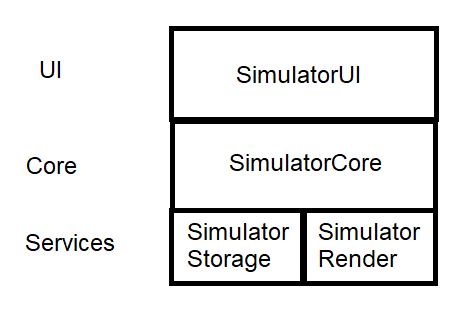 UI
SimulatorUI
Core
SimulatorCore
Services
Simulator
Storage
Simulator
Render